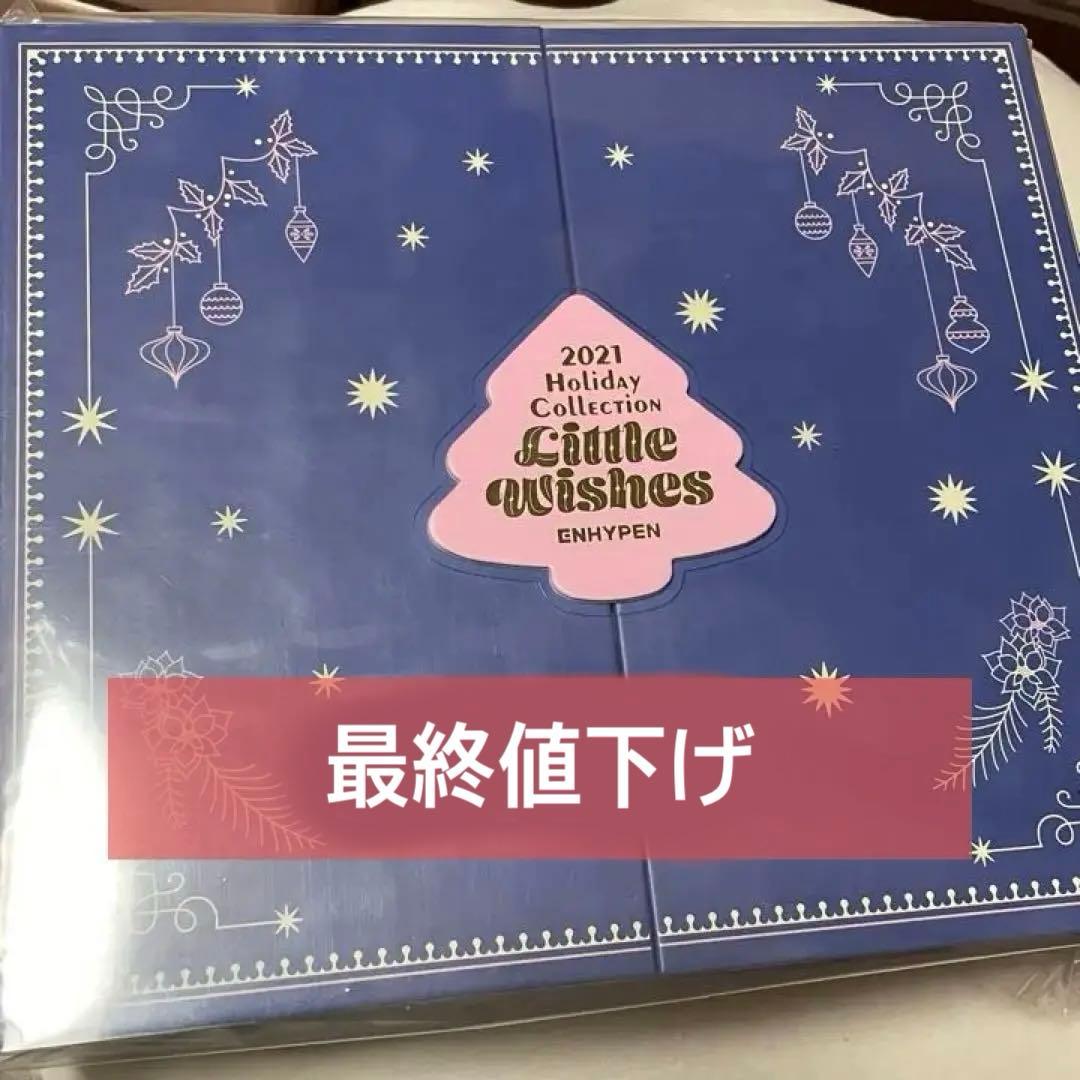 2021
Holiday
Collection
Little
Wishes
ENHYPEN
最終値下げ